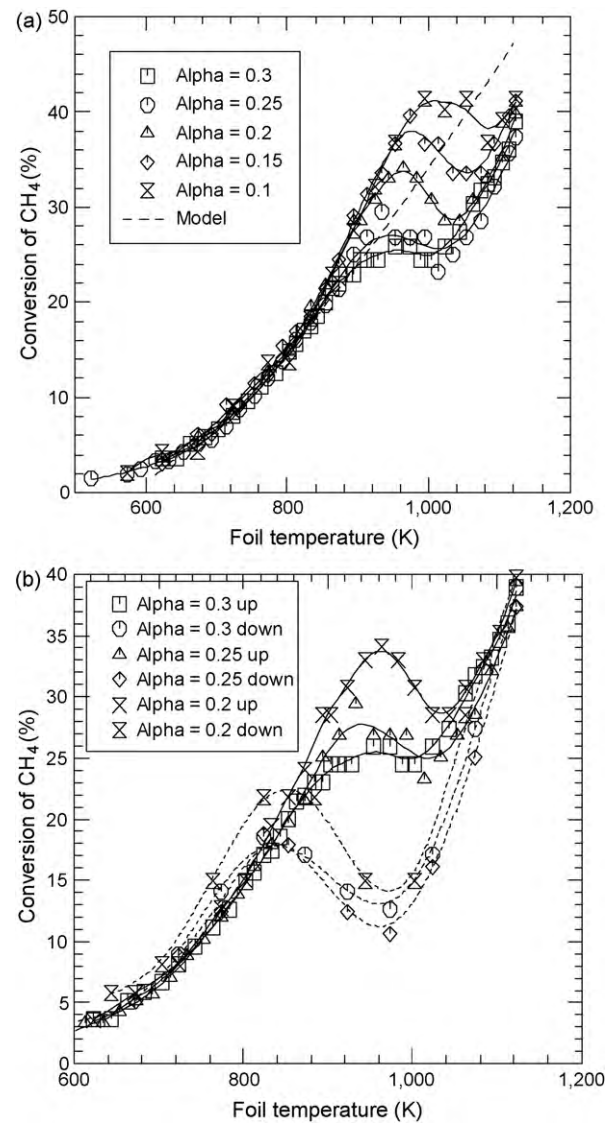 (a)
50
40
30
20
10
0
Conversion of CH4 (%)
Alpha = 0.3
Alpha = 0.25
Alpha = 0.2
Alpha = 0.15
Alpha = 0.1
Model
600 800 1,000 1,200
Foil temperature (K)
(b)
40
35
30
25
20
15
10
5
0
Conversion of CH4 (%)
Alpha = 0.3 up
Alpha = 0.3 down
Alpha = 0.25 up
Alpha = 0.25 down
Alpha = 0.2 up
Alpha = 0.2 down
600 800 1,000 1,200
Foil temperature (K)